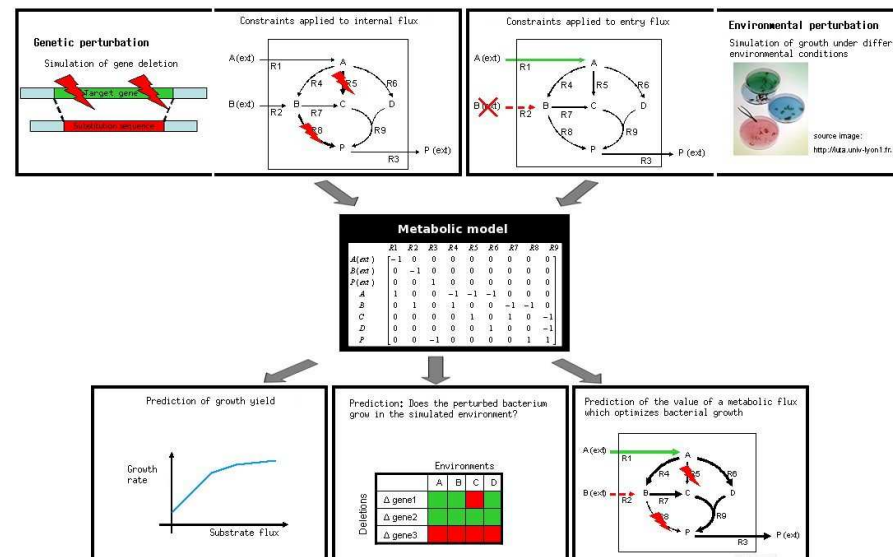 Genetic perturbation
Simulation of gene deletion
Target gene
Substitution sequence
Constraints applied to internal flux
A (ext)
R1
A
R4
R5
R6
B (ext)
R2
B
R7
C
D
R8
R9
P
R3
P (ext)
Constraints applied to entry flux
A (ext)
R1
A
R4
R5
R6
B (ext)
R2
B
R7
C
D
R8
R9
P
R3
P (ext)
Environmental perturbation
Simulation of growth under differ
environmental conditions
source image:
http://luta.univ-lyon1.fr.
Metabolic model
R1 R2 R3 R4 R5 R6 R7 R8 R9
A(ext) -1 0 0 0 0 0 0 0 0
B(ext) 0 -1 0 0 0 0 0 0 0
P(ext) 0 0 1 0 0 0 0 0 0
A 1 0 0 -1 -1 -1 0 0 0
B 0 1 0 1 0 0 -1 -1 0
C 0 0 0 0 1 0 1 0 -1
D 0 0 0 0 0 1 0 0 -1
P 0 0 -1 0 0 0 0 1 1
Prediction of growth yield
Growth
rate
Substrate flux
Prediction: Does the perturbed bacterium
grow in the simulated environment?
Environments
A B C D
Deletions
Δ gene1
Δ gene2
Δ gene3
Prediction of the value of a metabolic flux
which optimizes bacterial growth
A (ext)
R1
A
R4
R5
R6
B (ext)
R2
B
R7
C
D
R8
R9
P
R3
P (ext)